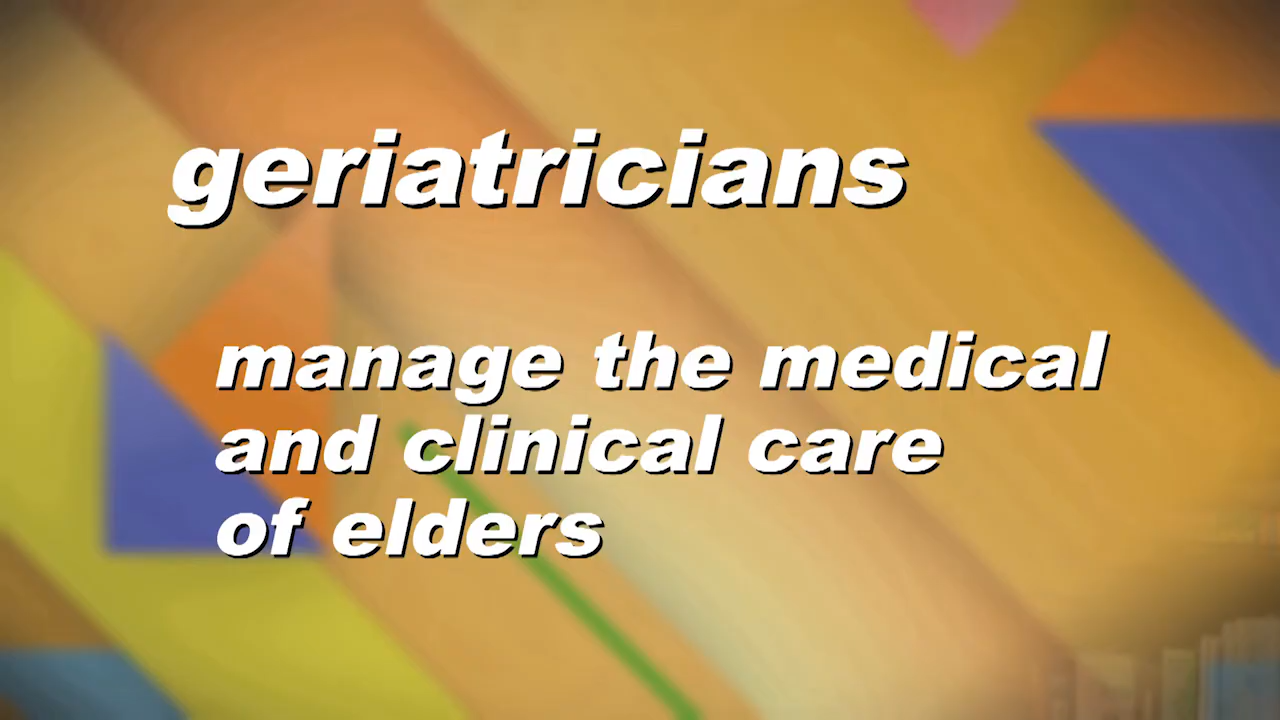 geriatricians
manage the medical
and clinical care
of elders